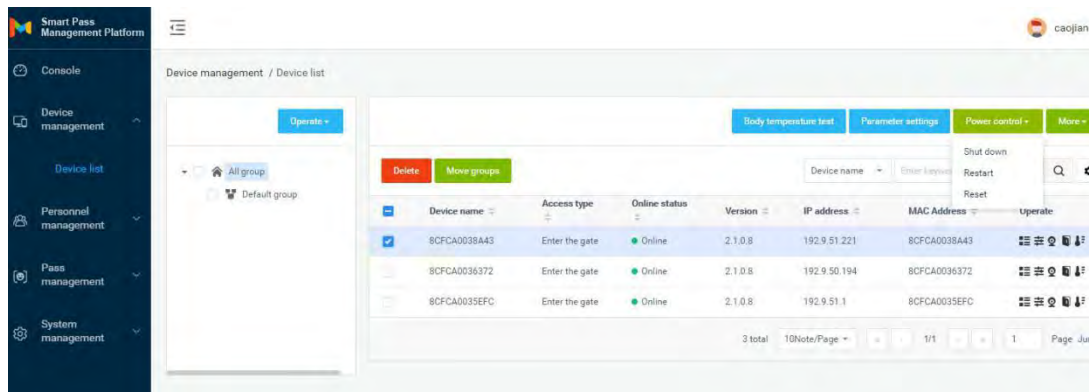 Smart Pass
Management Platform
caojian
Console
Device management / Device list
Device
management
Device list
Personnel
management
Pass
management
System
management
Operate
All group
Default group
Body temperature test Parameter settings Power control More
Shut down
Restart
Reset
Delete Move groups Device name
Device name Access type Online status Version IP address MAC Address Operate
8CFCA0038A43 Enter the gate Online 2.1.0.8 192.9.51.221 8CFCA0038A43
8CFCA0036372 Enter the gate Online 2.1.0.8 192.9.50.194 8CFCA0036372
8CFCA0035EFC Enter the gate Online 2.1.0.8 192.9.51.1 8CFCA0035EFC
3 total 10Note/Page 1/1 1 Page